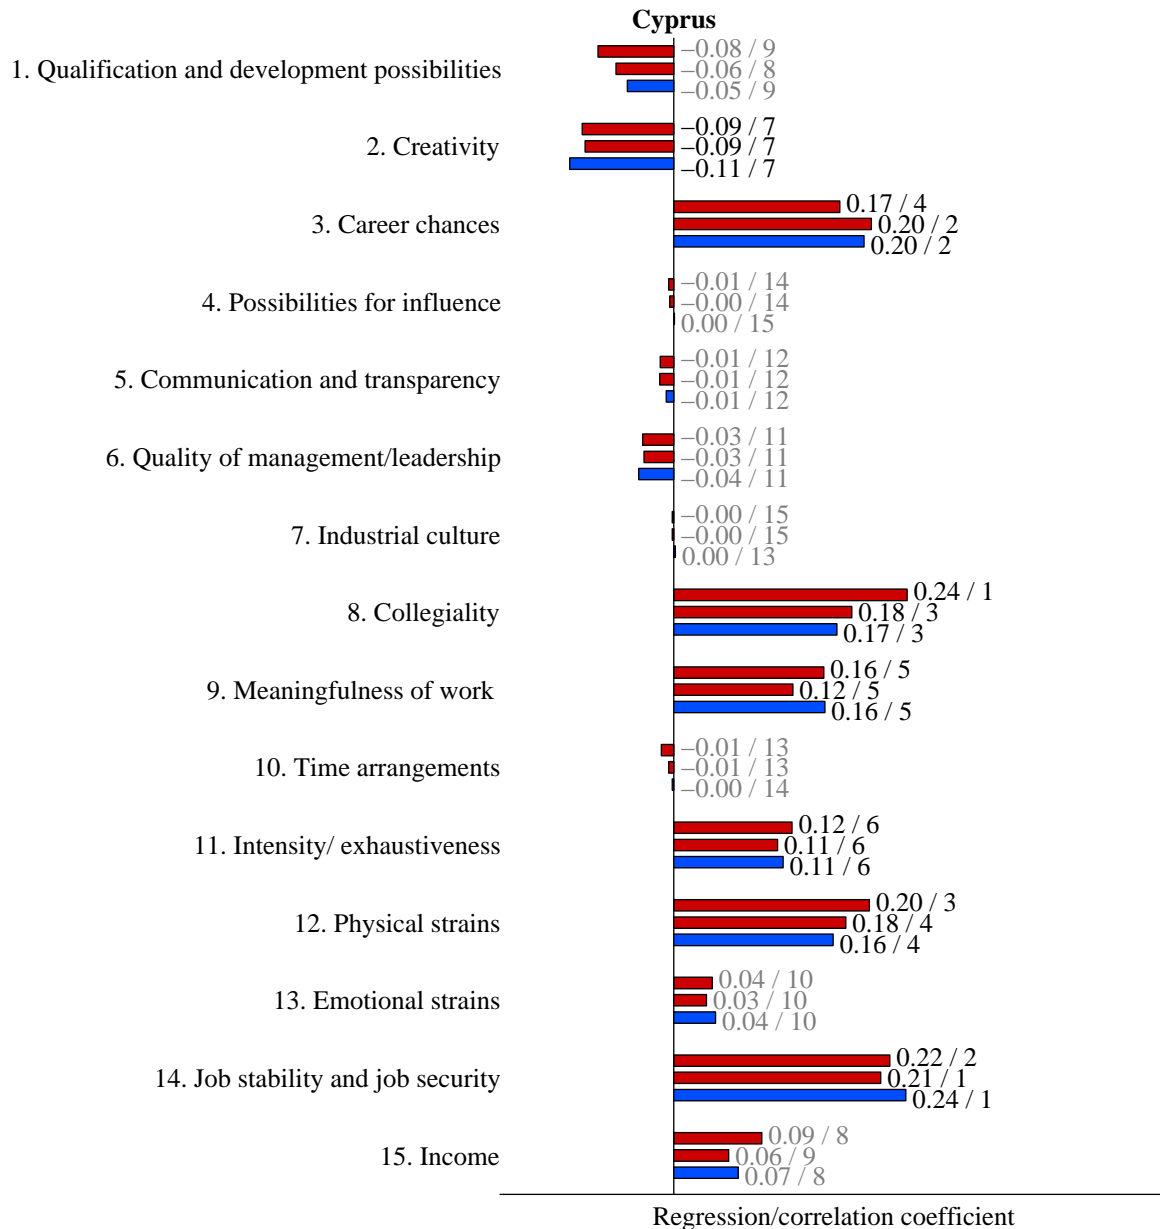 Cyprus
1. Qualification and development possibilities
–0.08 / 9
–0.06 / 8
–0.05 / 9
2. Creativity
–0.09 / 7
–0.09 / 7
–0.11 / 7
3. Career chances
0.17 / 4
0.20 / 2
0.20 / 2
4. Possibilities for influence
–0.01 / 14
–0.00 / 14
0.00 / 15
5. Communication and transparency
–0.01 / 12
–0.01 / 12
–0.01 / 12
6. Quality of management/leadership
–0.03 / 11
–0.03 / 11
–0.04 / 11
7. Industrial culture
–0.00 / 15
–0.00 / 15
0.00 / 13
8. Collegiality
0.24 / 1
0.18 / 3
0.17 / 3
9. Meaningfulness of work
0.16 / 5
0.12 / 5
0.16 / 5
10. Time arrangements
–0.01 / 13
–0.01 / 13
–0.00 / 14
11. Intensity/ exhaustiveness
0.12 / 6
0.11 / 6
0.11 / 6
12. Physical strains
0.20 / 3
0.18 / 4
0.16 / 4
13. Emotional strains
0.04 / 10
0.03 / 10
0.04 / 10
14. Job stability and job security
0.22 / 2
0.21 / 1
0.24 / 1
15. Income
0.09 / 8
0.06 / 9
0.07 / 8
Regression/correlation coefficient